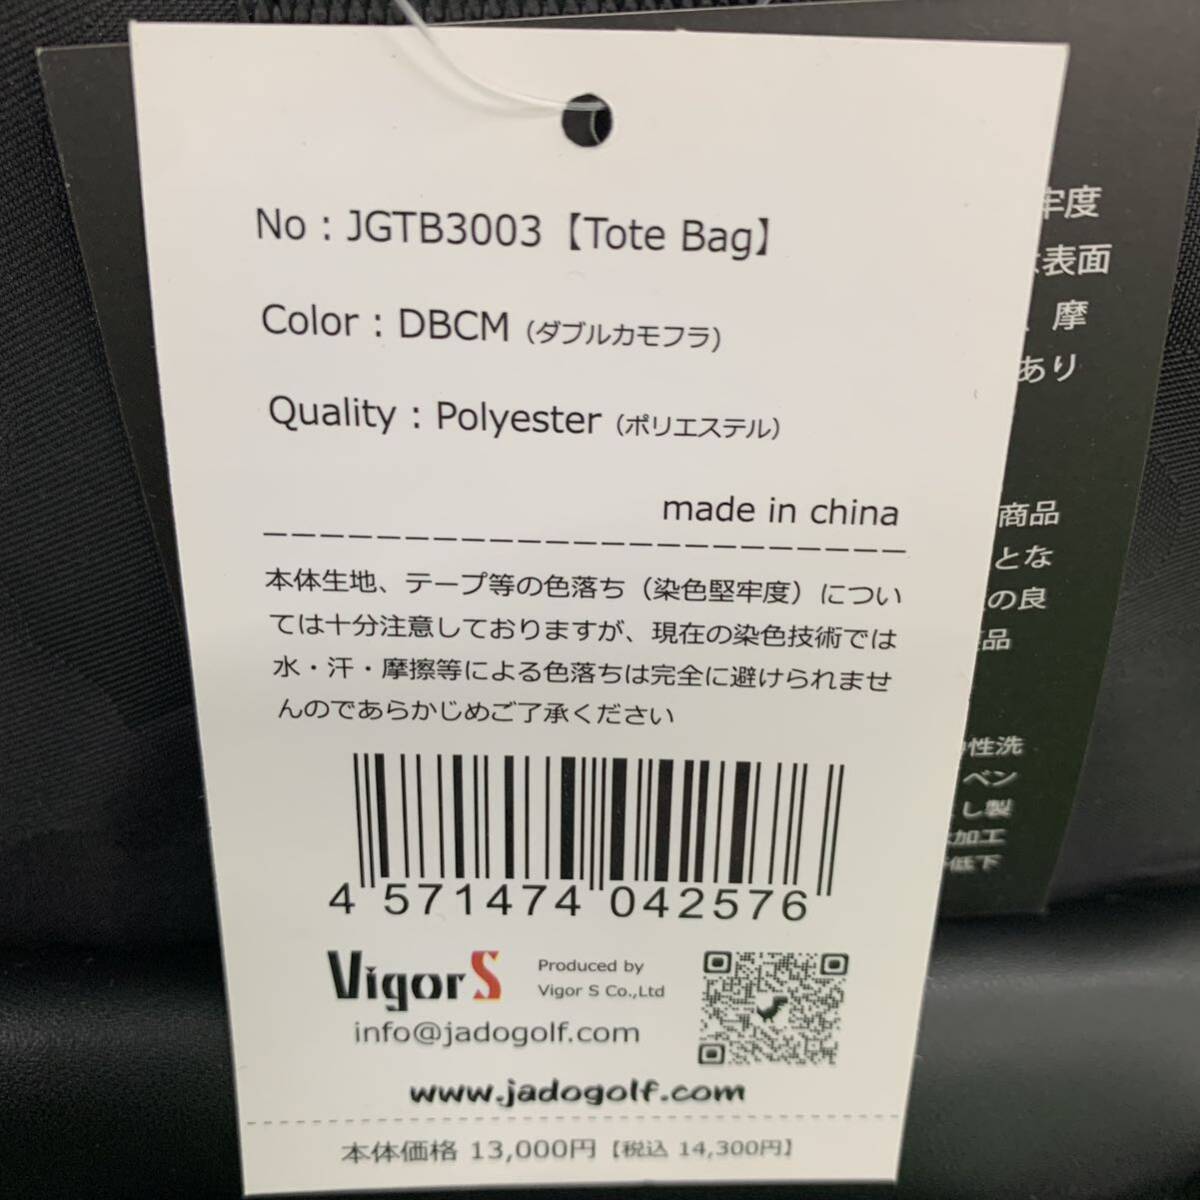 No : JGTB3003【Tote Bag】
Color : DBCM（ダブルカモフラ）
Quality : Polyester（ポリエステル）
made in china
本体生地、テープ等の色落ち（染色堅牢度）につい
ては十分注意しておりますが、現在の染色技術では
水・汗・摩擦等による色落ちは完全に避けられませ
んのであらかじめご了承ください
4 571474 042576
Vigor S
Produced by
Vigor S Co.,Ltd
info@jadogolf.com
www.jadogolf.com
本体価格 13,000円【税込 14,300円】
牢度
表面
、摩
あり
商品
とな
の良
品
性洗
ベン
し製
加工
低下